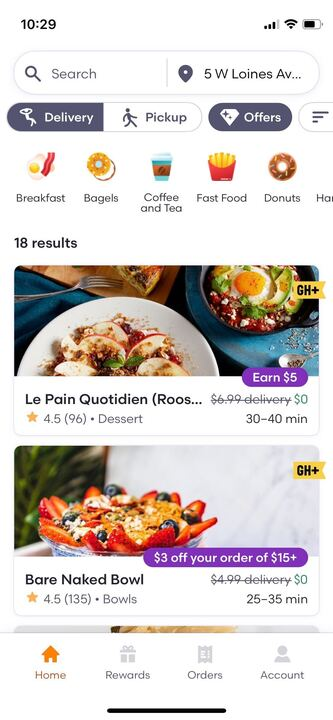 10:29
Search
5 W Loines Av...
Delivery
Pickup
Offers
Breakfast
Bagels
Coffee
and Tea
Fast Food
Donuts
Har
18 results
GH+
Earn $5
Le Pain Quotidien (Roos... $6.99 delivery $0
4.5 (96) • Dessert 30–40 min
GH+
$3 off your order of $15+
Bare Naked Bowl $4.99 delivery $0
4.5 (135) • Bowls 25–35 min
Home
Rewards
Orders
Account